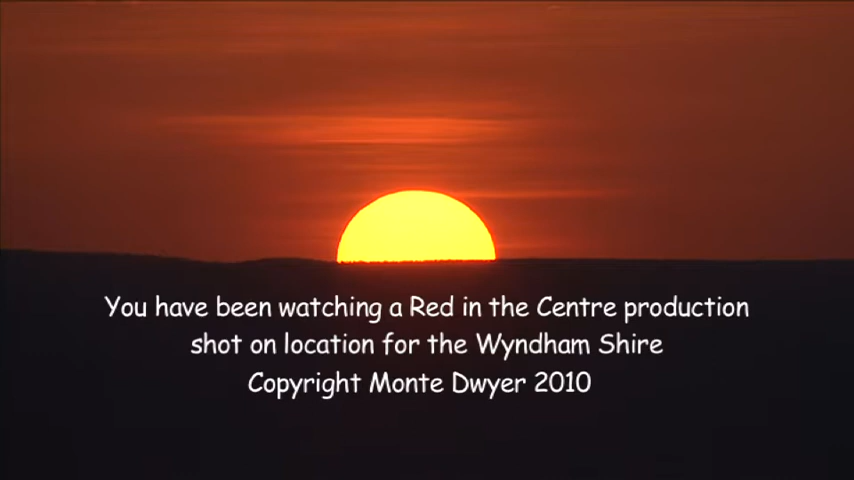 You have been watching a Red in the Centre production
shot on location for the Wyndham Shire
Copyright Monte Dwyer 2010